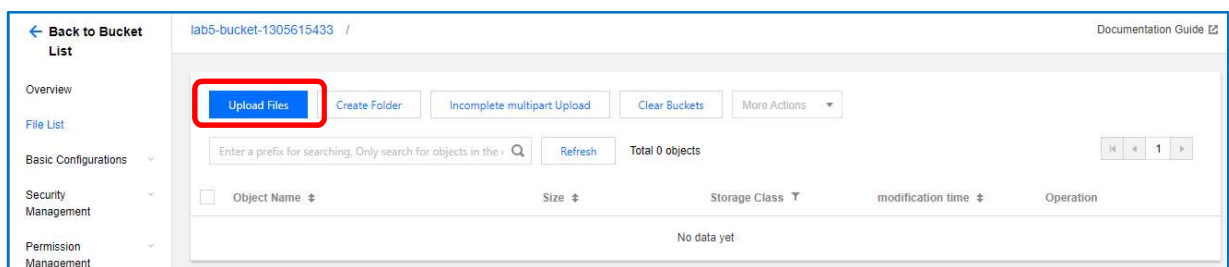 Back to Bucket List
lab5-bucket-1305615433 /
Documentation Guide
Overview
File List
Basic Configurations
Security Management
Permission Management
Upload Files
Create Folder
Incomplete multipart Upload
Clear Buckets
More Actions
Enter a prefix for searching, Only search for objects in the
Refresh
Total 0 objects
1
Object Name
Size
Storage Class
modification time
Operation
No data yet